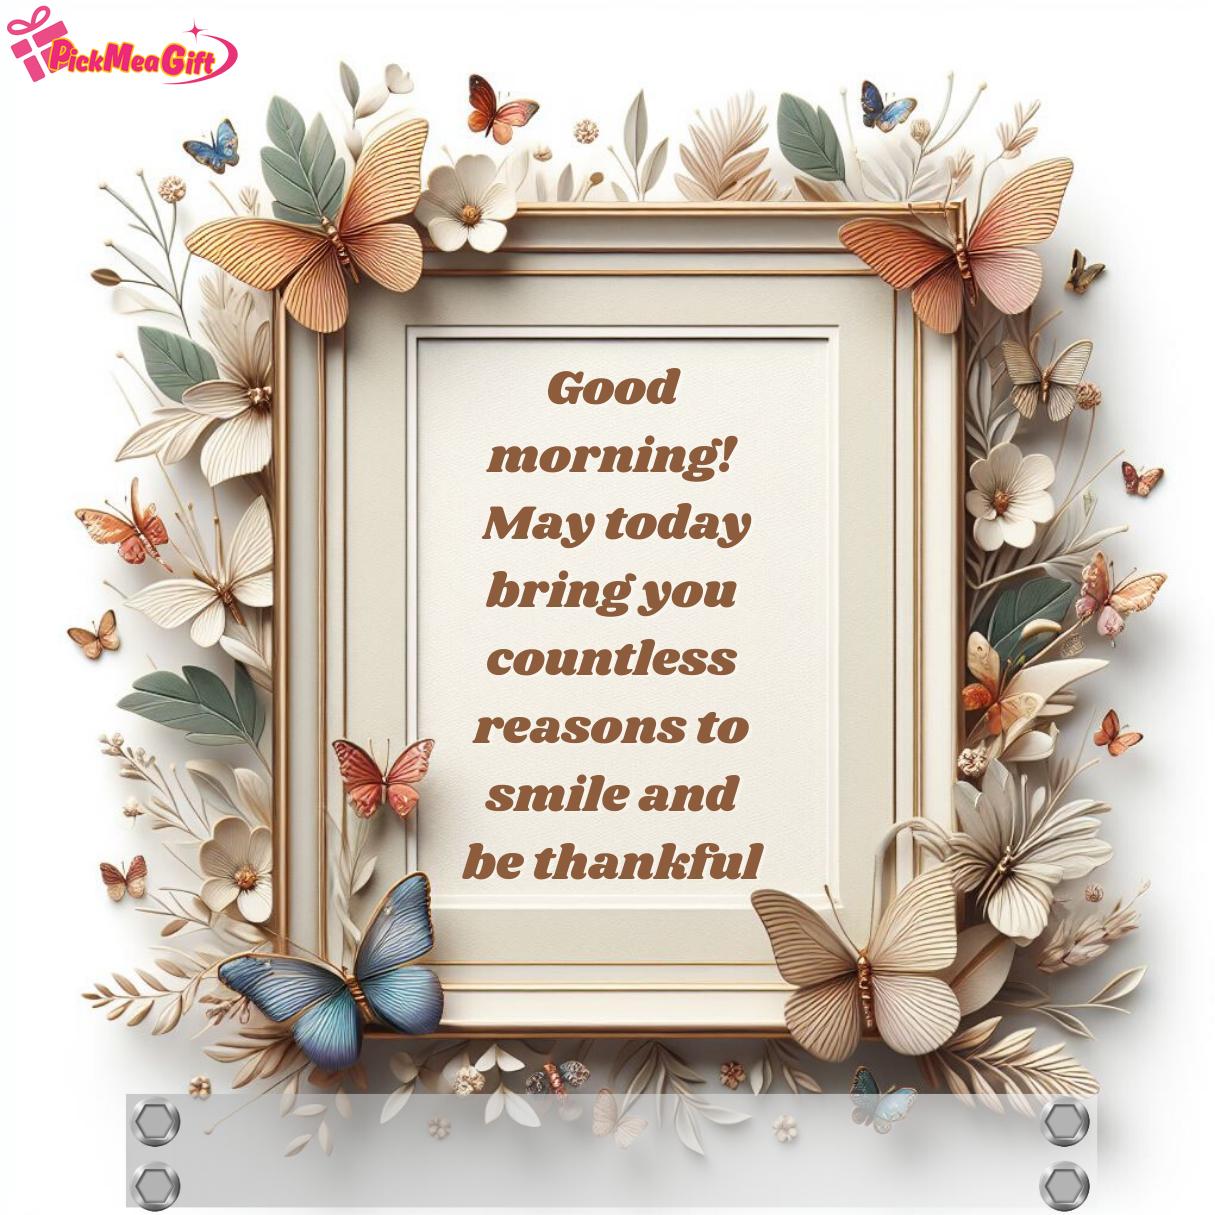 PickMeaGift
Good
morning!
May today
bring you
countless
reasons to
smile and
be thankful